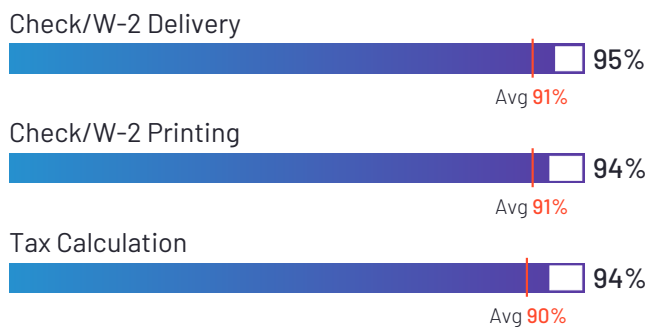 Check/W-2 Delivery
95%
Avg 91%
Check/W-2 Printing
94%
Avg 91%
Tax Calculation
94%
Avg 90%